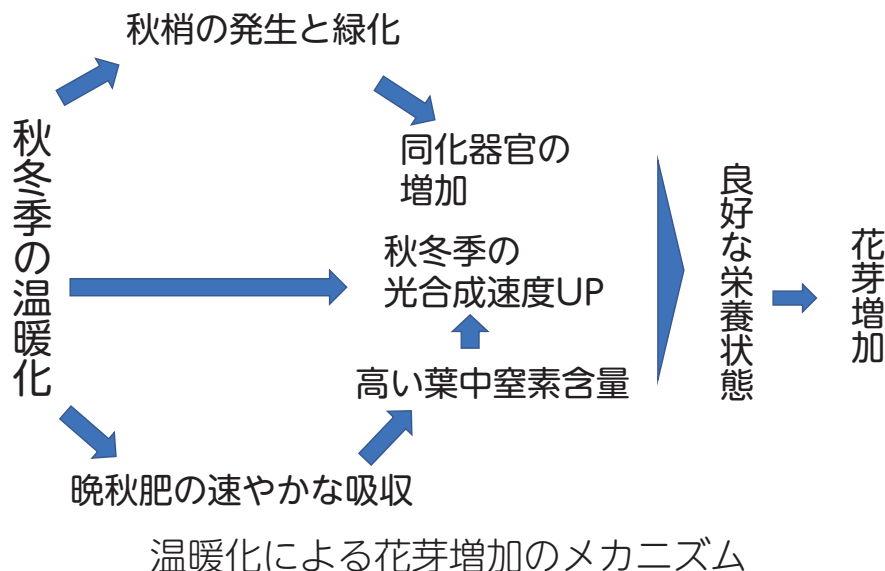 秋梢の発生と緑化
秋冬季の温暖化
同化器官の
増加
秋冬季の
光合成速度UP
高い葉中窒素含量
晩秋肥の速やかな吸収
良好な栄養状態
花芽増加
温暖化による花芽増加のメカニズム